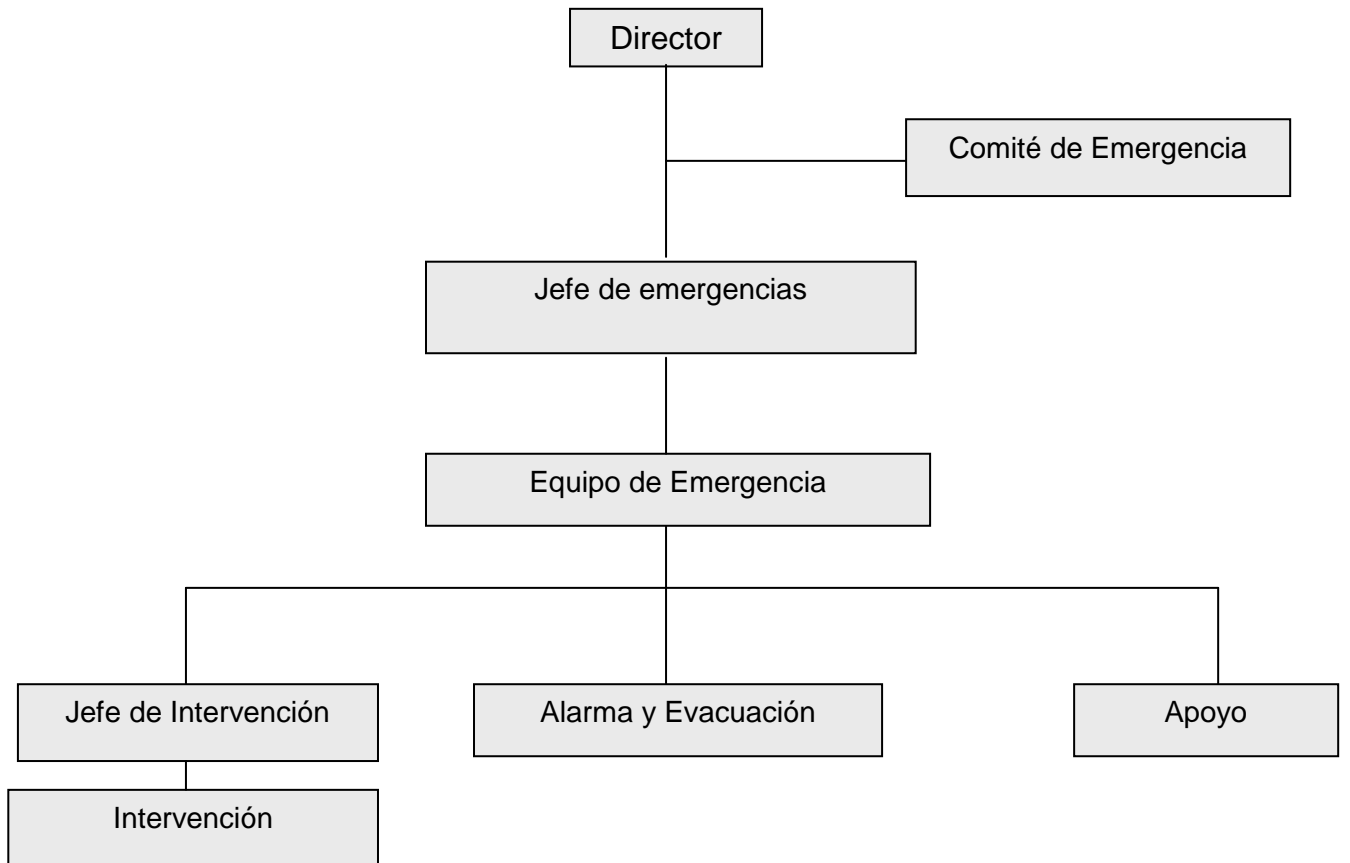 Director
Comité de Emergencia
Jefe de emergencias
Equipo de Emergencia
Jefe de Intervención
Alarma y Evacuación
Apoyo
Intervención